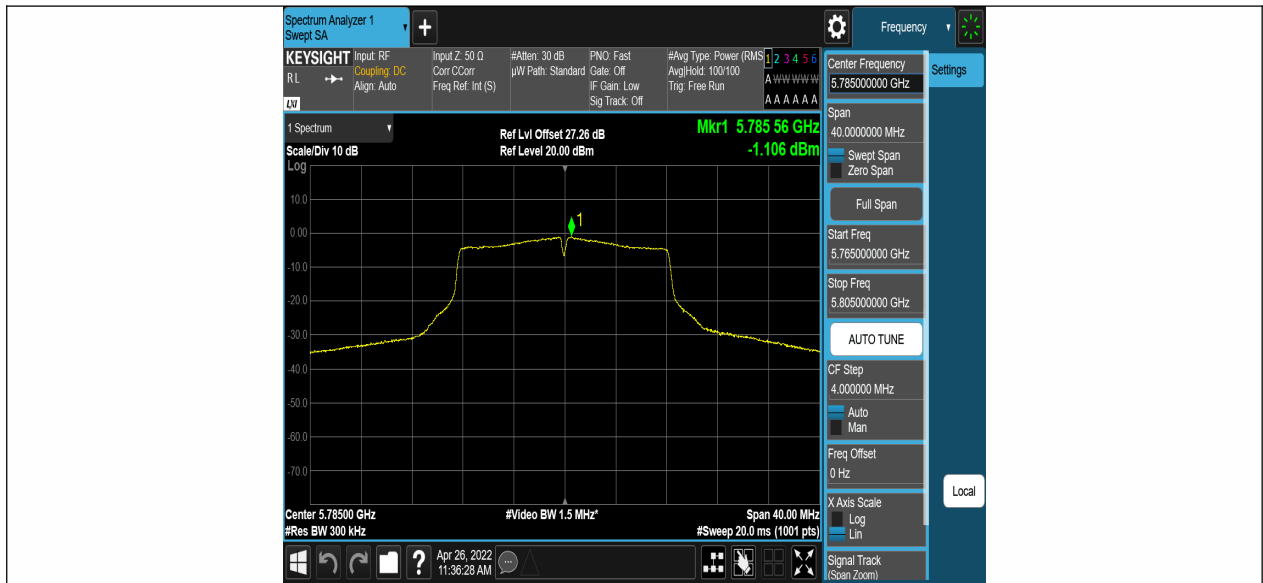 Spectrum Analyzer 1
Swept SA
+
Frequency
KEYSIGHT
RL
LXI
Input: RF
Coupling: DC
Align: Auto
Input Z: 50 Ω
Corr CCorr
Freq Ref: Int (S)
#Atten: 30 dB
µW Path: Standard
PNO: Fast
Gate: Off
IF Gain: Low
Sig Track: Off
#Avg Type: Power (RMS
Avg|Hold: 100/100
Trig: Free Run
1 2 3 4 5 6
A W W W W W
A A A A A A
1 Spectrum
Scale/Div 10 dB
Log
Ref Lvl Offset 27.26 dB
Ref Level 20.00 dBm
Mkr1 5.785 56 GHz
-1.106 dBm
1
10.0
0.00
-10.0
-20.0
-30.0
-40.0
-50.0
-60.0
-70.0
Center 5.78500 GHz
#Res BW 300 kHz
#Video BW 1.5 MHz*
Span 40.00 MHz
#Sweep 20.0 ms (1001 pts)
Center Frequency
5.785000000 GHz
Settings
Span
40.0000000 MHz
Swept Span
Zero Span
Full Span
Start Freq
5.765000000 GHz
Stop Freq
5.805000000 GHz
AUTO TUNE
CF Step
4.000000 MHz
Auto
Man
Freq Offset
0 Hz
Local
X Axis Scale
Log
Lin
Signal Track
(Span Zoom)
?
Apr 26, 2022
11:36:28 AM